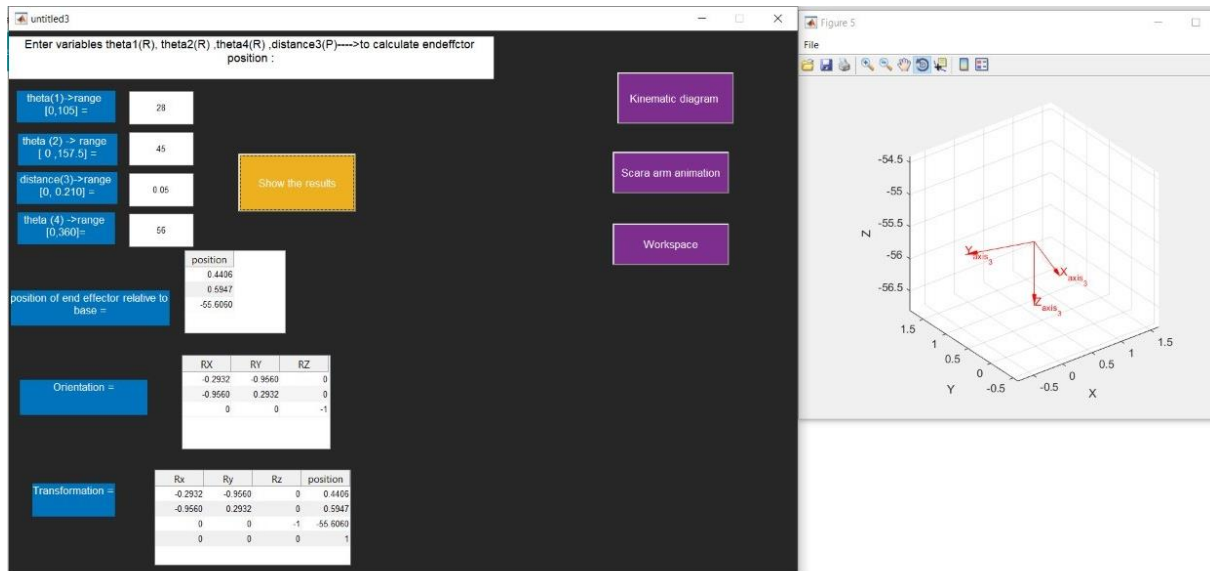 untitled3
Enter variables theta1(R), theta2(R) ,theta4(R) ,distance3(P)---->to calculate endeffctor
position :
theta(1)->range
[0,105] =
28
theta (2) -> range
[ 0 ,157.5] =
45
distance(3)->range
[0, 0.210] =
0.05
theta (4) ->range
[0,360]=
56
Show the results
Kinematic diagram
Scara arm animation
Workspace
position
0.4406
0.5947
-55.6060
position of end effector relative to
base =
Orientation =
RX RY RZ
-0.2932 -0.9560 0
-0.9560 0.2932 0
0 0 -1
Transformation =
Rx Ry Rz position
-0.2932 -0.9560 0 0.4406
-0.9560 0.2932 0 0.5947
0 0 -1 -55.6060
0 0 0 1
Figure 5
File
-54.5
-55
-55.5
-56
-56.5
Z
Y axis 3
X axis 3
Z axis 3
1.5
1
0.5
0
-0.5
Y
-0.5
0
0.5
1
1.5
X